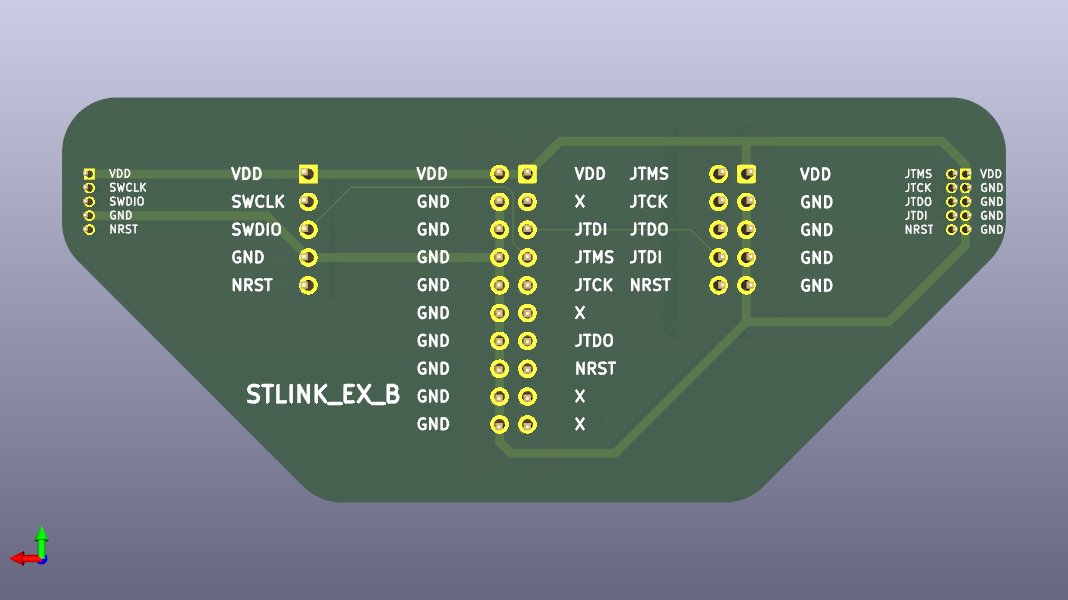 VDD VDD VDD VDD JTMS VDD JTMS VDD
SWCLK SWCLK GND X JTCK GND JTCK GND
SWDIO SWDIO GND JTDI JTDO GND JTDO GND
GND GND GND JTMS JTDI GND JTDI GND
NRST NRST GND JTCK NRST GND NRST GND
GND X
GND JTDO
GND NRST
STLINK_EX_B GND X
GND X